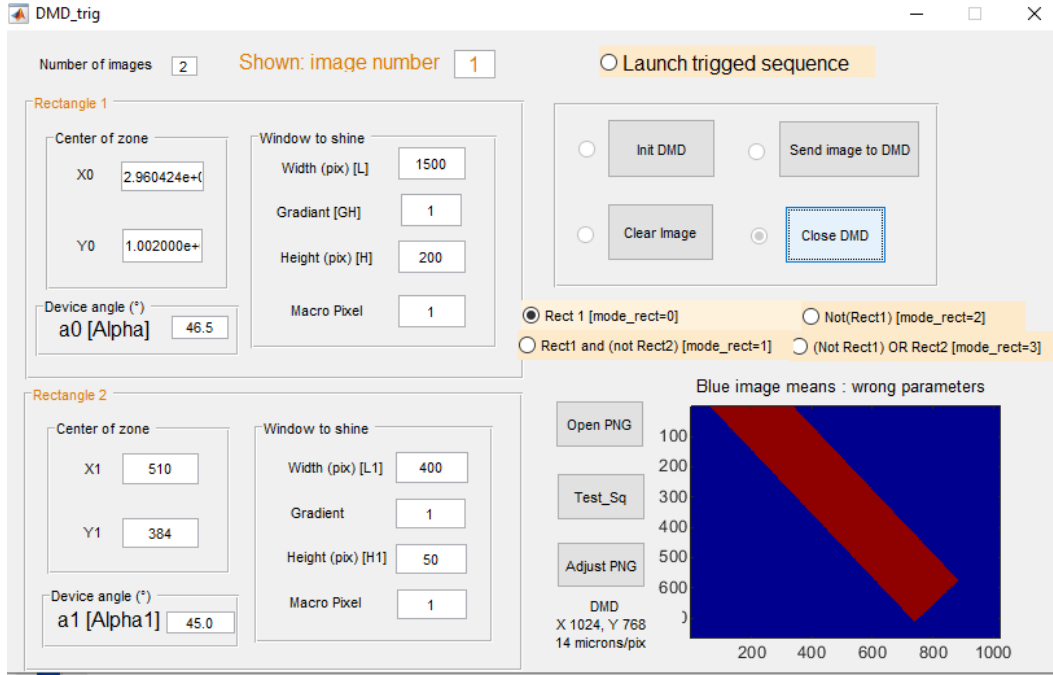 DMD_trig
Number of images 2
Shown: image number 1
Launch trigged sequence
Rectangle 1
Center of zone
X0 2.960424e+(
Y0 1.002000e+
Device angle (°)
a0 [Alpha] 46.5
Window to shine
Width (pix) [L] 1500
Gradiant [GH] 1
Height (pix) [H] 200
Macro Pixel 1
Init DMD
Send image to DMD
Clear Image
Close DMD
Rect 1 [mode_rect=0]
Not(Rect1) [mode_rect=2]
Rect1 and (not Rect2) [mode_rect=1]
(Not Rect1) OR Rect2 [mode_rect=3]
Rectangle 2
Center of zone
X1 510
Y1 384
Device angle (°)
a1 [Alpha1] 45.0
Window to shine
Width (pix) [L1] 400
Gradient 1
Height (pix) [H1] 50
Macro Pixel 1
Open PNG
Test_Sq
Adjust PNG
DMD
X 1024, Y 768
14 microns/pix
Blue image means : wrong parameters
100
200
300
400
500
600
200 400 600 800 1000